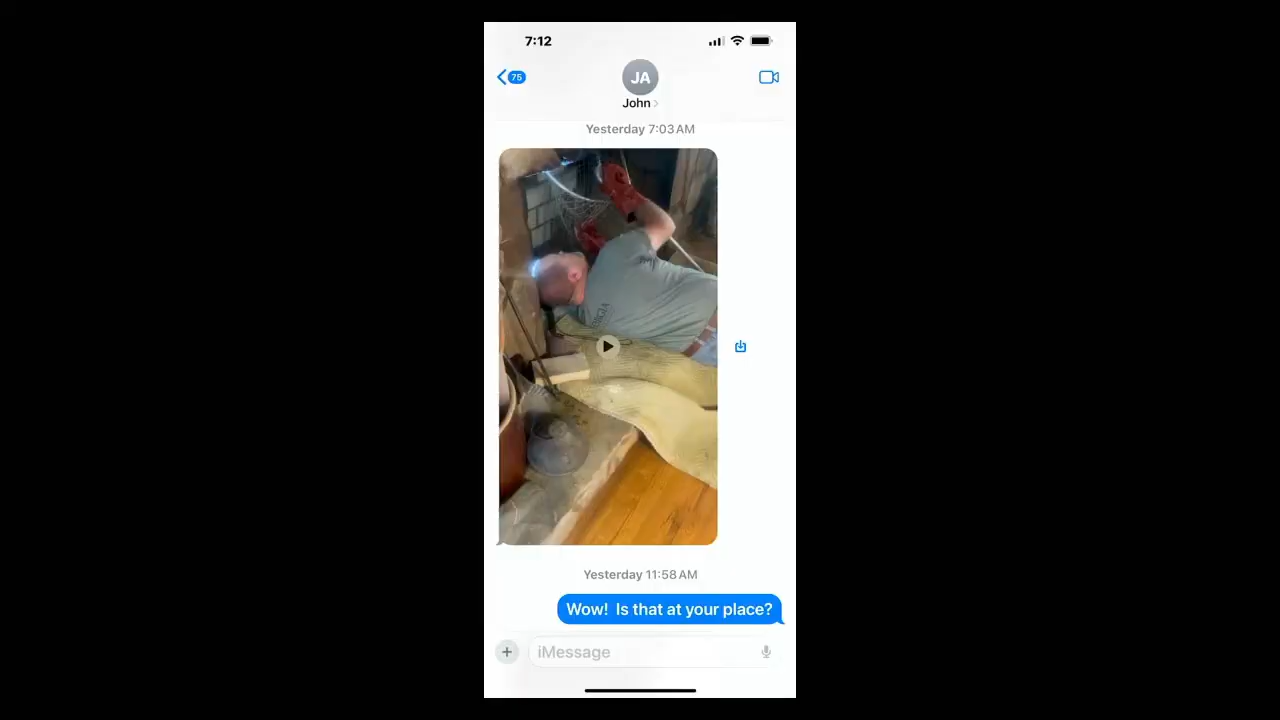 7:12
75
JA
John
Yesterday 7:03 AM
Yesterday 11:58 AM
Wow!  Is that at your place?
iMessage